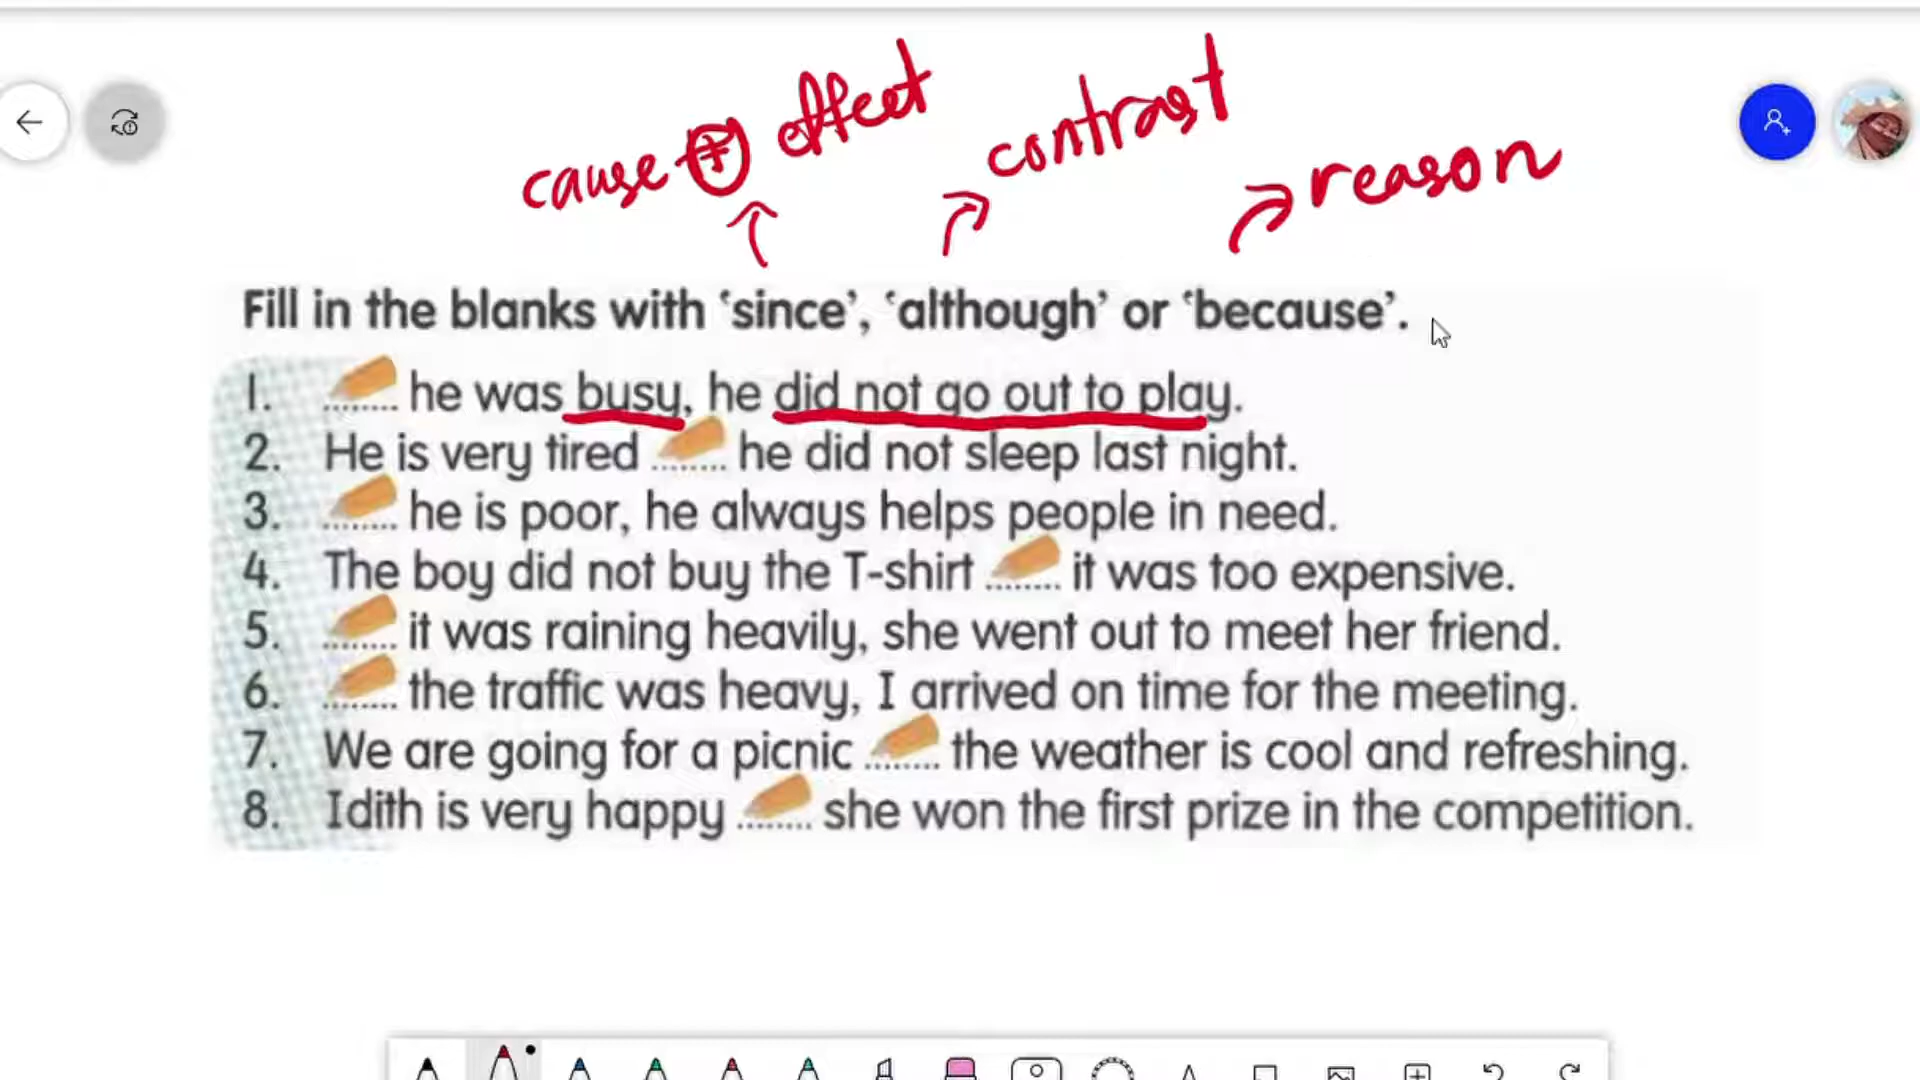 cause + effect
contrast
reason
Fill in the blanks with ‘since’, ‘although’ or ‘because’.
1. ........ he was busy, he did not go out to play.
2. He is very tired ........ he did not sleep last night.
3. ........ he is poor, he always helps people in need.
4. The boy did not buy the T-shirt ........ it was too expensive.
5. ........ it was raining heavily, she went out to meet her friend.
6. ........ the traffic was heavy, I arrived on time for the meeting.
7. We are going for a picnic ........ the weather is cool and refreshing.
8. Idith is very happy ........ she won the first prize in the competition.